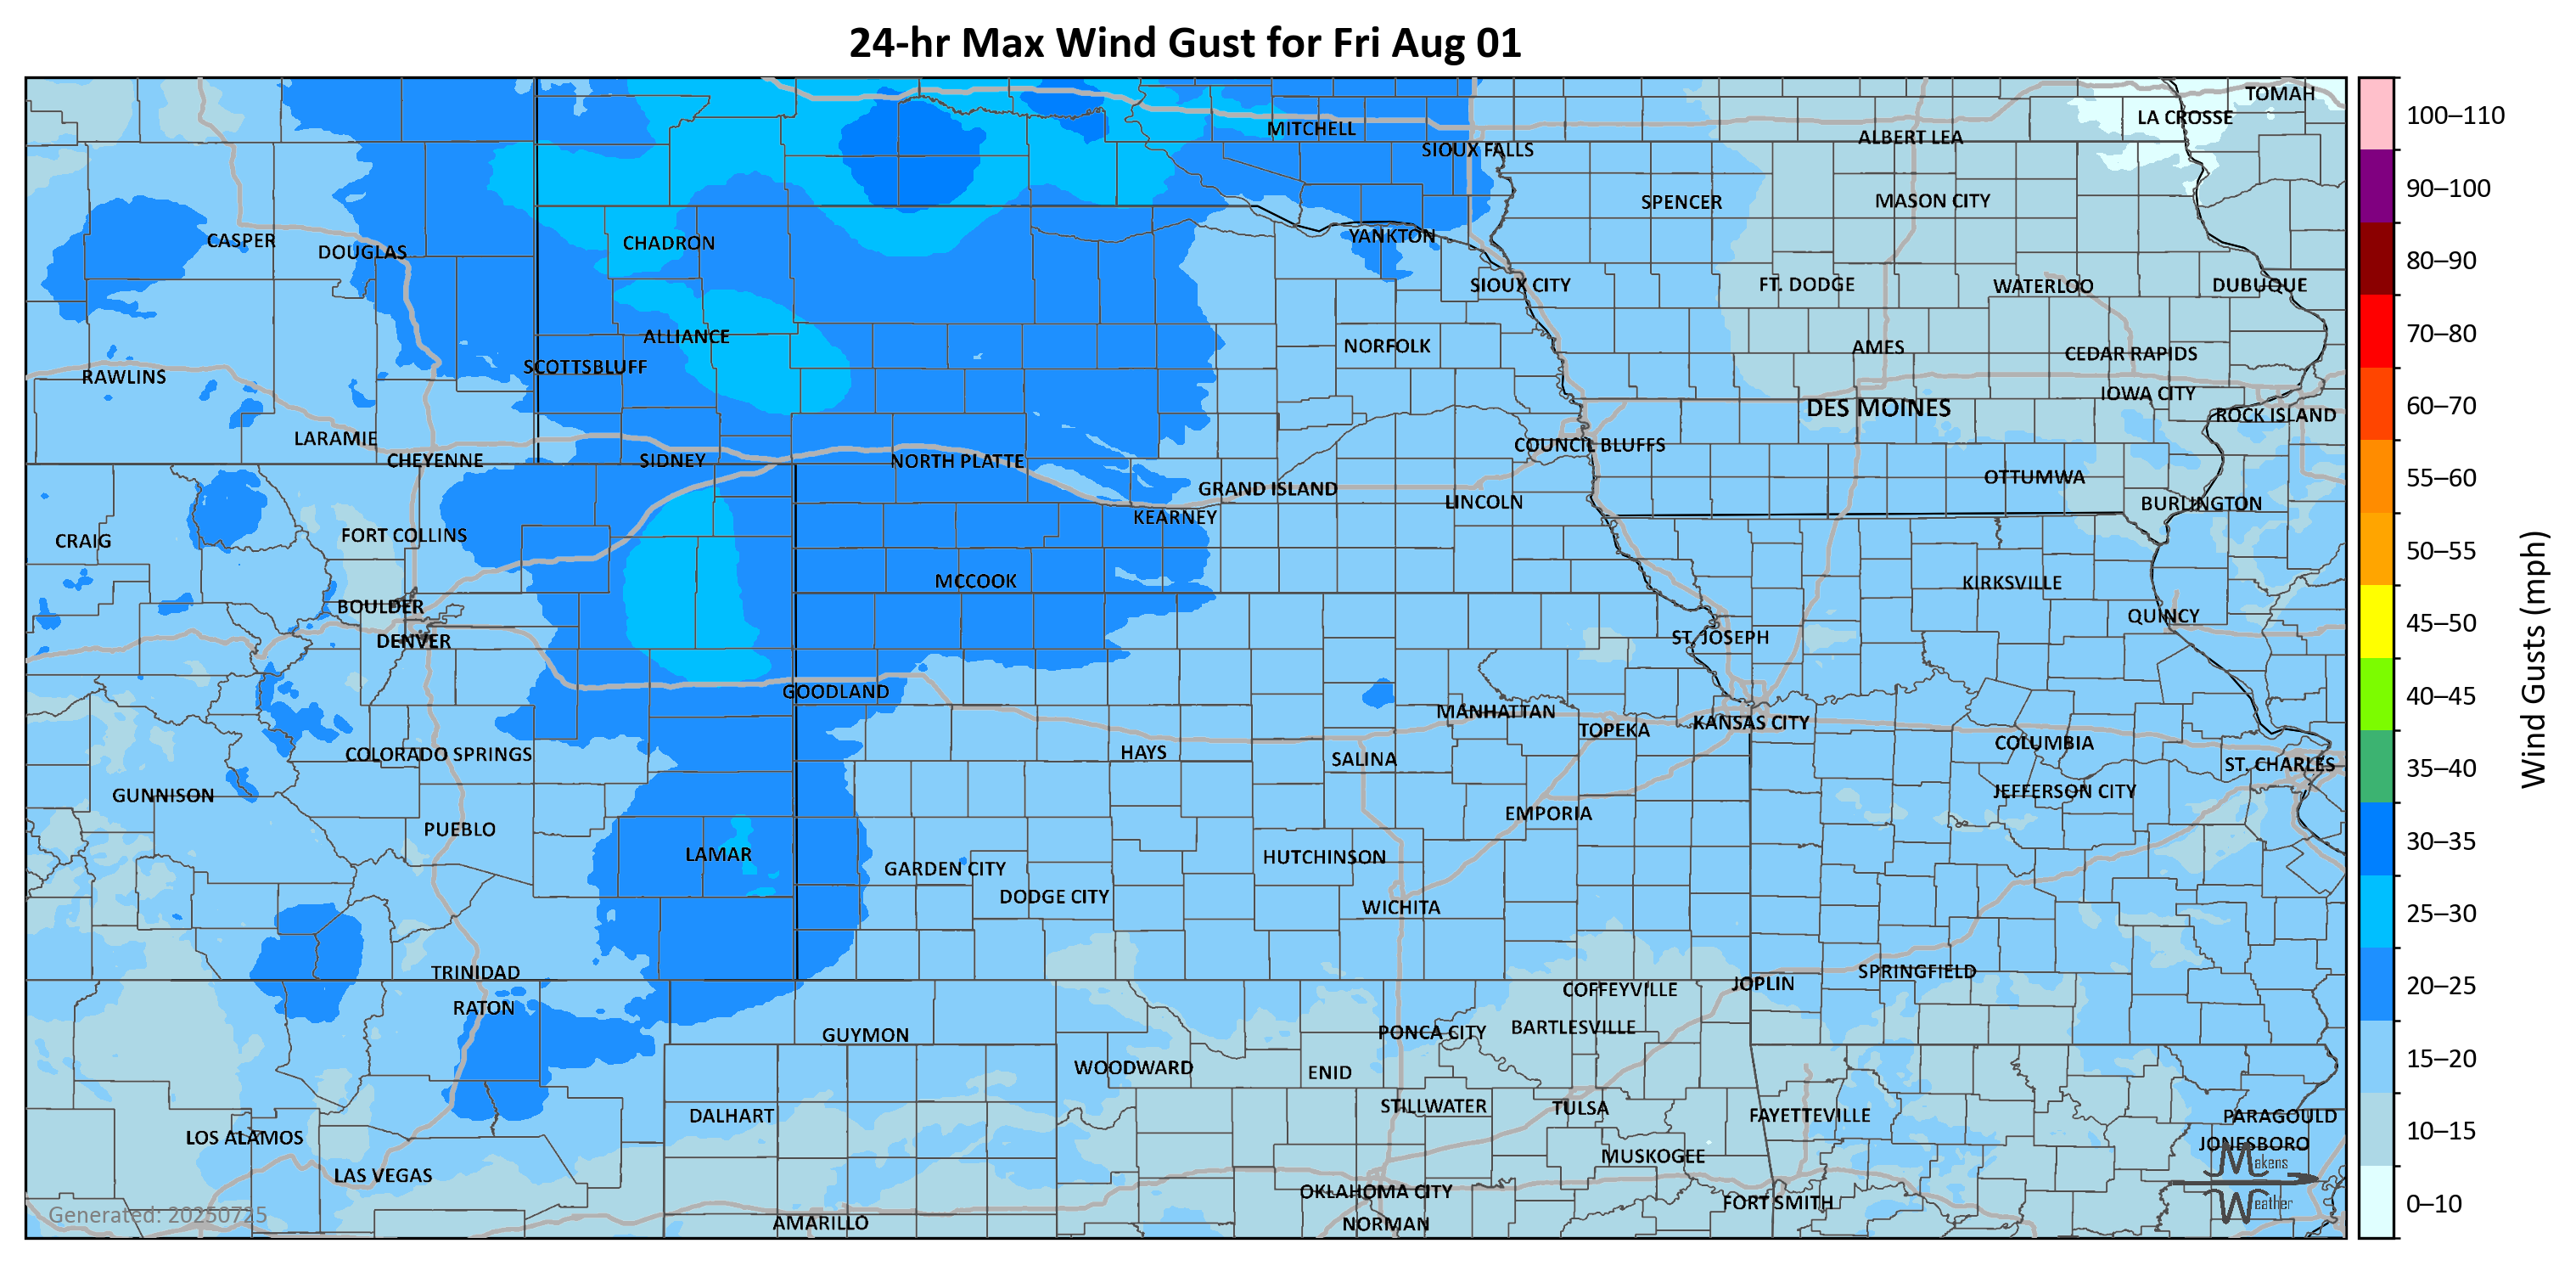 24-hr Max Wind Gust for Fri Aug 01
TOMAH
LA CROSSE
MITCHELL
ALBERT LEA
SIOUX FALLS
SPENCER
MASON CITY
CASPER
DOUGLAS
CHADRON
YANKTON
SIOUX CITY
FT. DODGE
WATERLOO
DUBUQUE
ALLIANCE
NORFOLK
AMES
CEDAR RAPIDS
SCOTTSBLUFF
RAWLINS
IOWA CITY
DES MOINES
ROCK ISLAND
LARAMIE
COUNCIL BLUFFS
CHEYENNE
SIDNEY
NORTH PLATTE
OTTUMWA
GRAND ISLAND
LINCOLN
BURLINGTON
KEARNEY
FORT COLLINS
CRAIG
MCCOOK
KIRKSVILLE
BOULDER
QUINCY
DENVER
ST. JOSEPH
GOODLAND
MANHATTAN
KANSAS CITY
TOPEKA
COLUMBIA
COLORADO SPRINGS
HAYS
SALINA
ST. CHARLES
GUNNISON
JEFFERSON CITY
EMPORIA
PUEBLO
LAMAR
HUTCHINSON
GARDEN CITY
DODGE CITY
WICHITA
TRINIDAD
SPRINGFIELD
JOPLIN
COFFEYVILLE
RATON
BARTLESVILLE
PONCA CITY
GUYMON
WOODWARD
ENID
STILLWATER
TULSA
DALHART
FAYETTEVILLE
PARAGOULD
LOS ALAMOS
JONESBORO
MUSKOGEE
LAS VEGAS
OKLAHOMA CITY
FORT SMITH
AMARILLO
NORMAN
Generated: 20250725
Makens
Weather
100–110
90–100
80–90
70–80
60–70
55–60
50–55
45–50
40–45
35–40
30–35
25–30
20–25
15–20
10–15
0–10
Wind Gusts (mph)